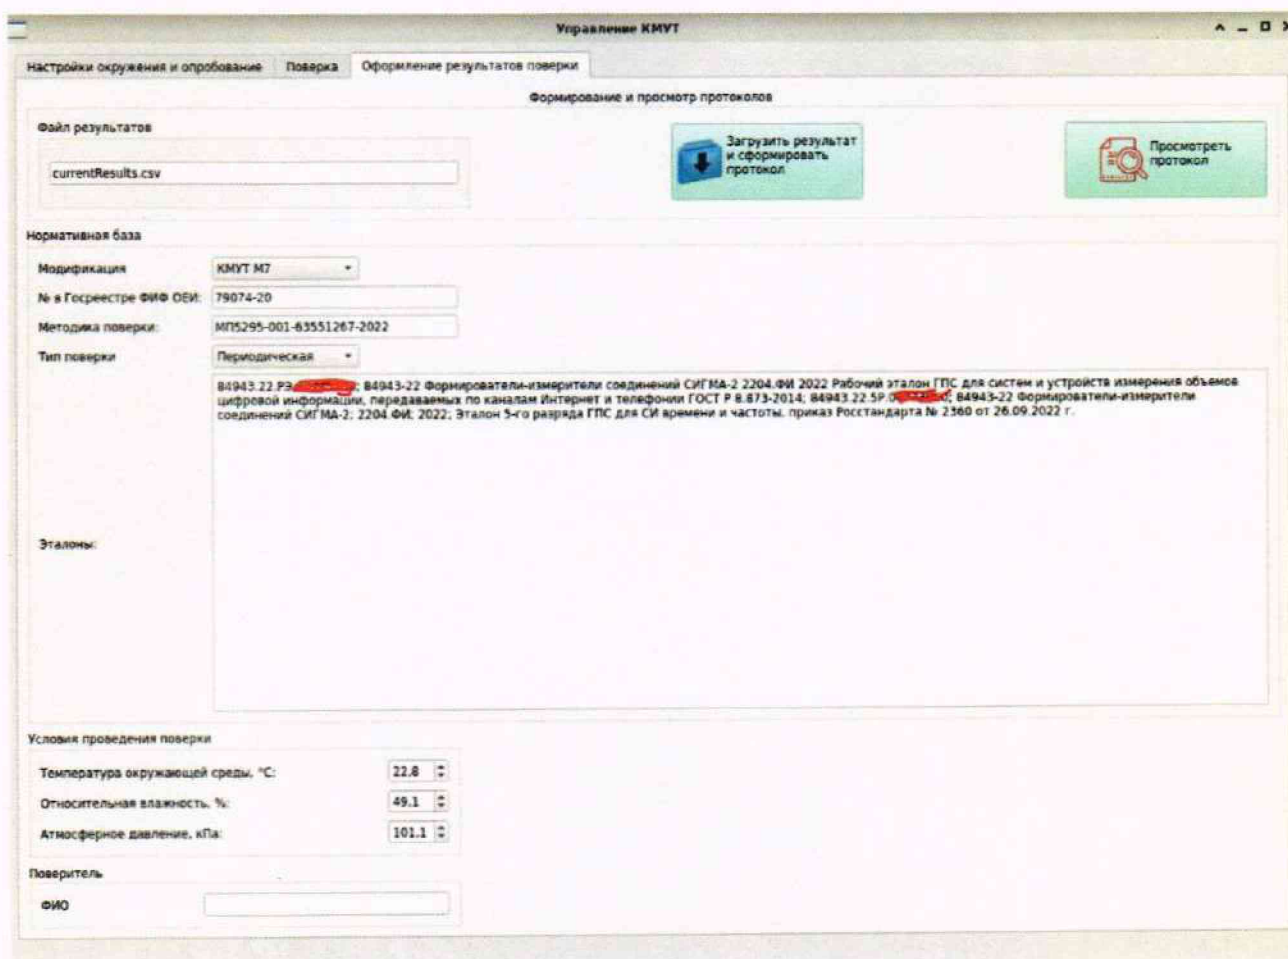 Управление КМУТ
Настройки окружения и опробование
Поверка
Оформление результатов поверки
Формирование и просмотр протоколов
Файл результатов
currentResults.csv
Загрузить результат
и сформировать
протокол
Просмотреть
протокол
Нормативная база
Модификация
КМУТ М7
№ в Госреестре ФИФ ОЕИ:
79074-20
Методика поверки:
МП5295-001-63551267-2022
Тип поверки
Периодическая
84943.22.РЭ ; 84943-22 Формирователи-измерители соединений СИГМА-2 2204.ФИ 2022 Рабочий эталон ГПС для систем и устройств измерения объемов
цифровой информации, передаваемых по каналам Интернет и телефонии ГОСТ Р 8.873-2014; 84943.22.5Р. ; 84943-22 Формирователи-измерители
соединений СИГМА-2; 2204.ФИ; 2022; Эталон 5-го разряда ГПС для СИ времени и частоты. приказ Росстандарта № 2360 от 26.09.2022 г.
Эталоны:
Условия проведения поверки
Температура окружающей среды, °C:
22.8
Относительная влажность, %:
49.1
Атмосферное давление, кПа:
101.1
Поверитель
ФИО